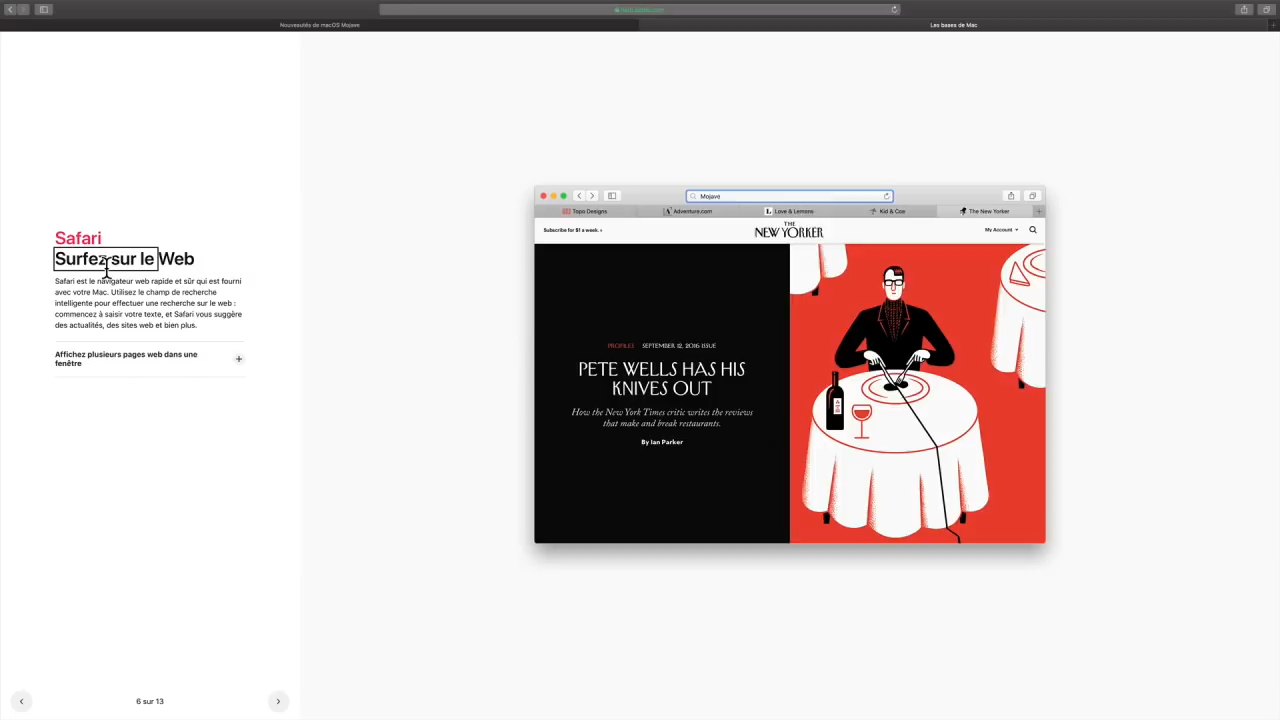 Nouveautés de macOS Mojave
Les bases de Mac
Safari
Surfez sur le Web
Safari est le navigateur web rapide et sûr qui est fourni
avec votre Mac. Utilisez le champ de recherche
intelligente pour effectuer une recherche sur le web :
commencez à saisir votre texte, et Safari vous suggère
des actualités, des sites web et bien plus.
Affichez plusieurs pages web dans une
fenêtre
6 sur 13
Mojave
Topo Designs
Adventure.com
Love & Lemons
Kid & Coe
The New Yorker
Subscribe for $1 a week. »
THE
NEW YORKER
My Account
PROFILES SEPTEMBER 12, 2016 ISSUE
PETE WELLS HAS HIS
KNIVES OUT
How the New York Times critic writes the reviews
that make and break restaurants.
By Ian Parker